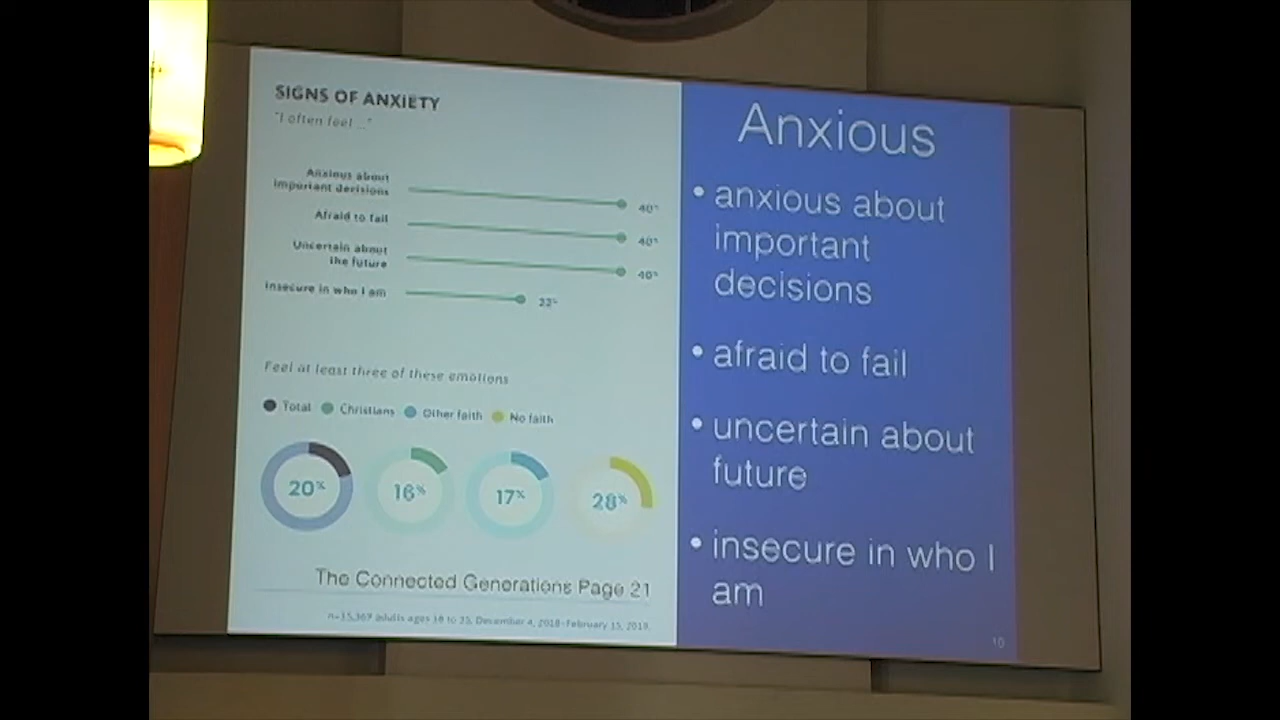 SIGNS OF ANXIETY
"I often feel ..."
Anxious about
important decisions
40%
Afraid to fail
40%
Uncertain about
the future
40%
Insecure in who I am
22%
Feel at least three of these emotions
Total Christians Other faith No faith
20% 16% 17% 28%
The Connected Generations Page 21
n=15,369 adults ages 18 to 35, December 4, 2018–February 15, 2019.
Anxious
• anxious about
important
decisions
• afraid to fail
• uncertain about
future
• insecure in who I
am
10